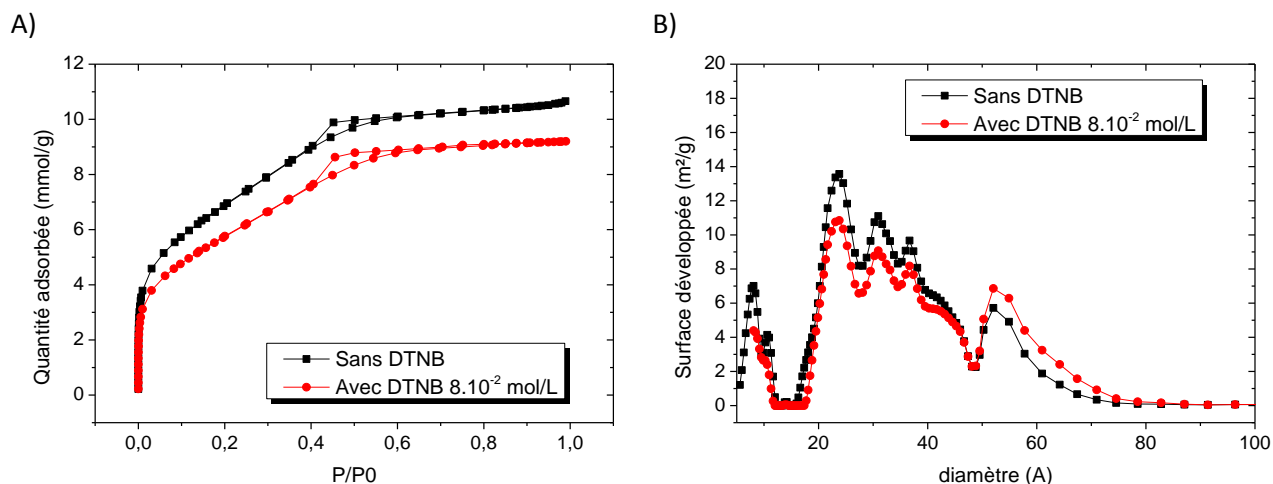 A)
Quantité adsorbée (mmol/g)
12
10
8
6
4
2
0
0,0 0,2 0,4 0,6 0,8 1,0
P/P0
Sans DTNB
Avec DTNB 8.10⁻² mol/L
B)
Surface développée (m²/g)
20
18
16
14
12
10
8
6
4
2
0
20 40 60 80 100
diamètre (A)
Sans DTNB
Avec DTNB 8.10⁻² mol/L